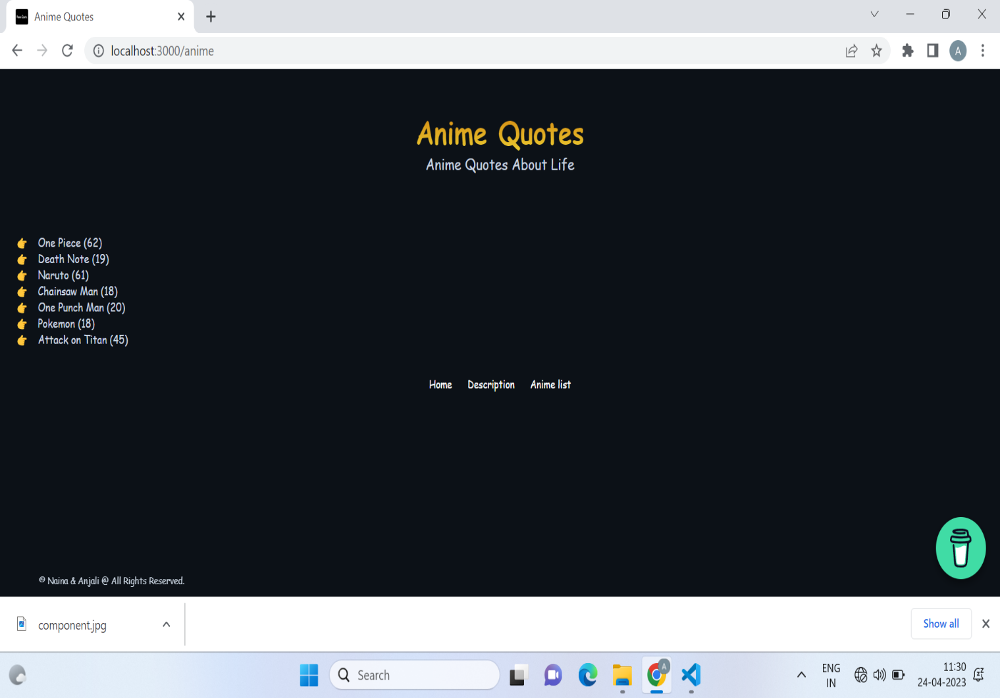 Anime Quotes
localhost:3000/anime
A
Anime Quotes
Anime Quotes About Life
One Piece (62)
Death Note (19)
Naruto (61)
Chainsaw Man (18)
One Punch Man (20)
Pokemon (18)
Attack on Titan (45)
Home Description Anime list
© Naina & Anjali @ All Rights Reserved.
component.jpg
Show all
Search
A
ENG
IN
11:30
24-04-2023